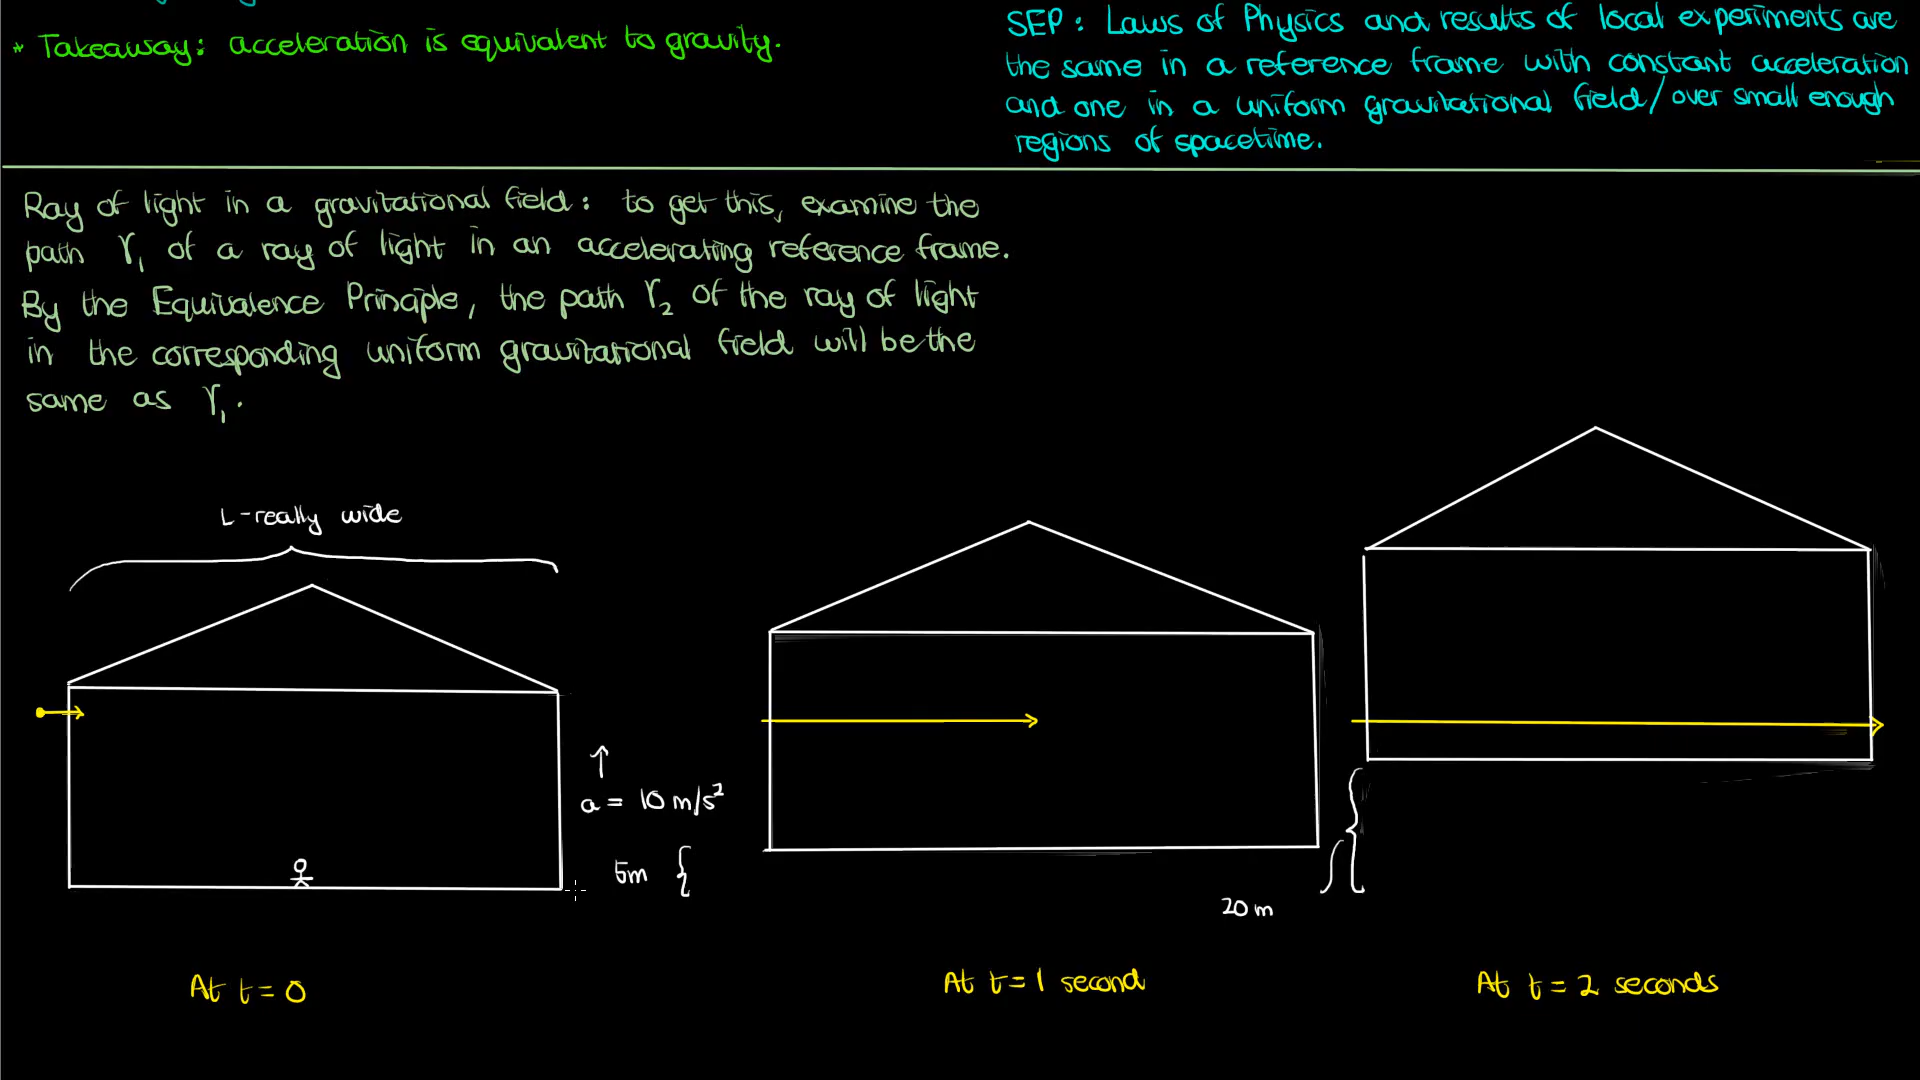 * Takeaway: acceleration is equivalent to gravity.
SEP: Laws of Physics and results of local experiments are
the same in a reference frame with constant acceleration
and one in a uniform gravitational field/over small enough
regions of spacetime.
Ray of light in a gravitational field: to get this, examine the
path γ₁ of a ray of light in an accelerating reference frame.
By the Equivalence Principle, the path γ₂ of the ray of light
in the corresponding uniform gravitational field will be the
same as γ₁.
L-really wide
a = 10 m/s²
5m
20 m
At t = 0
At t = 1 second
At t = 2 seconds